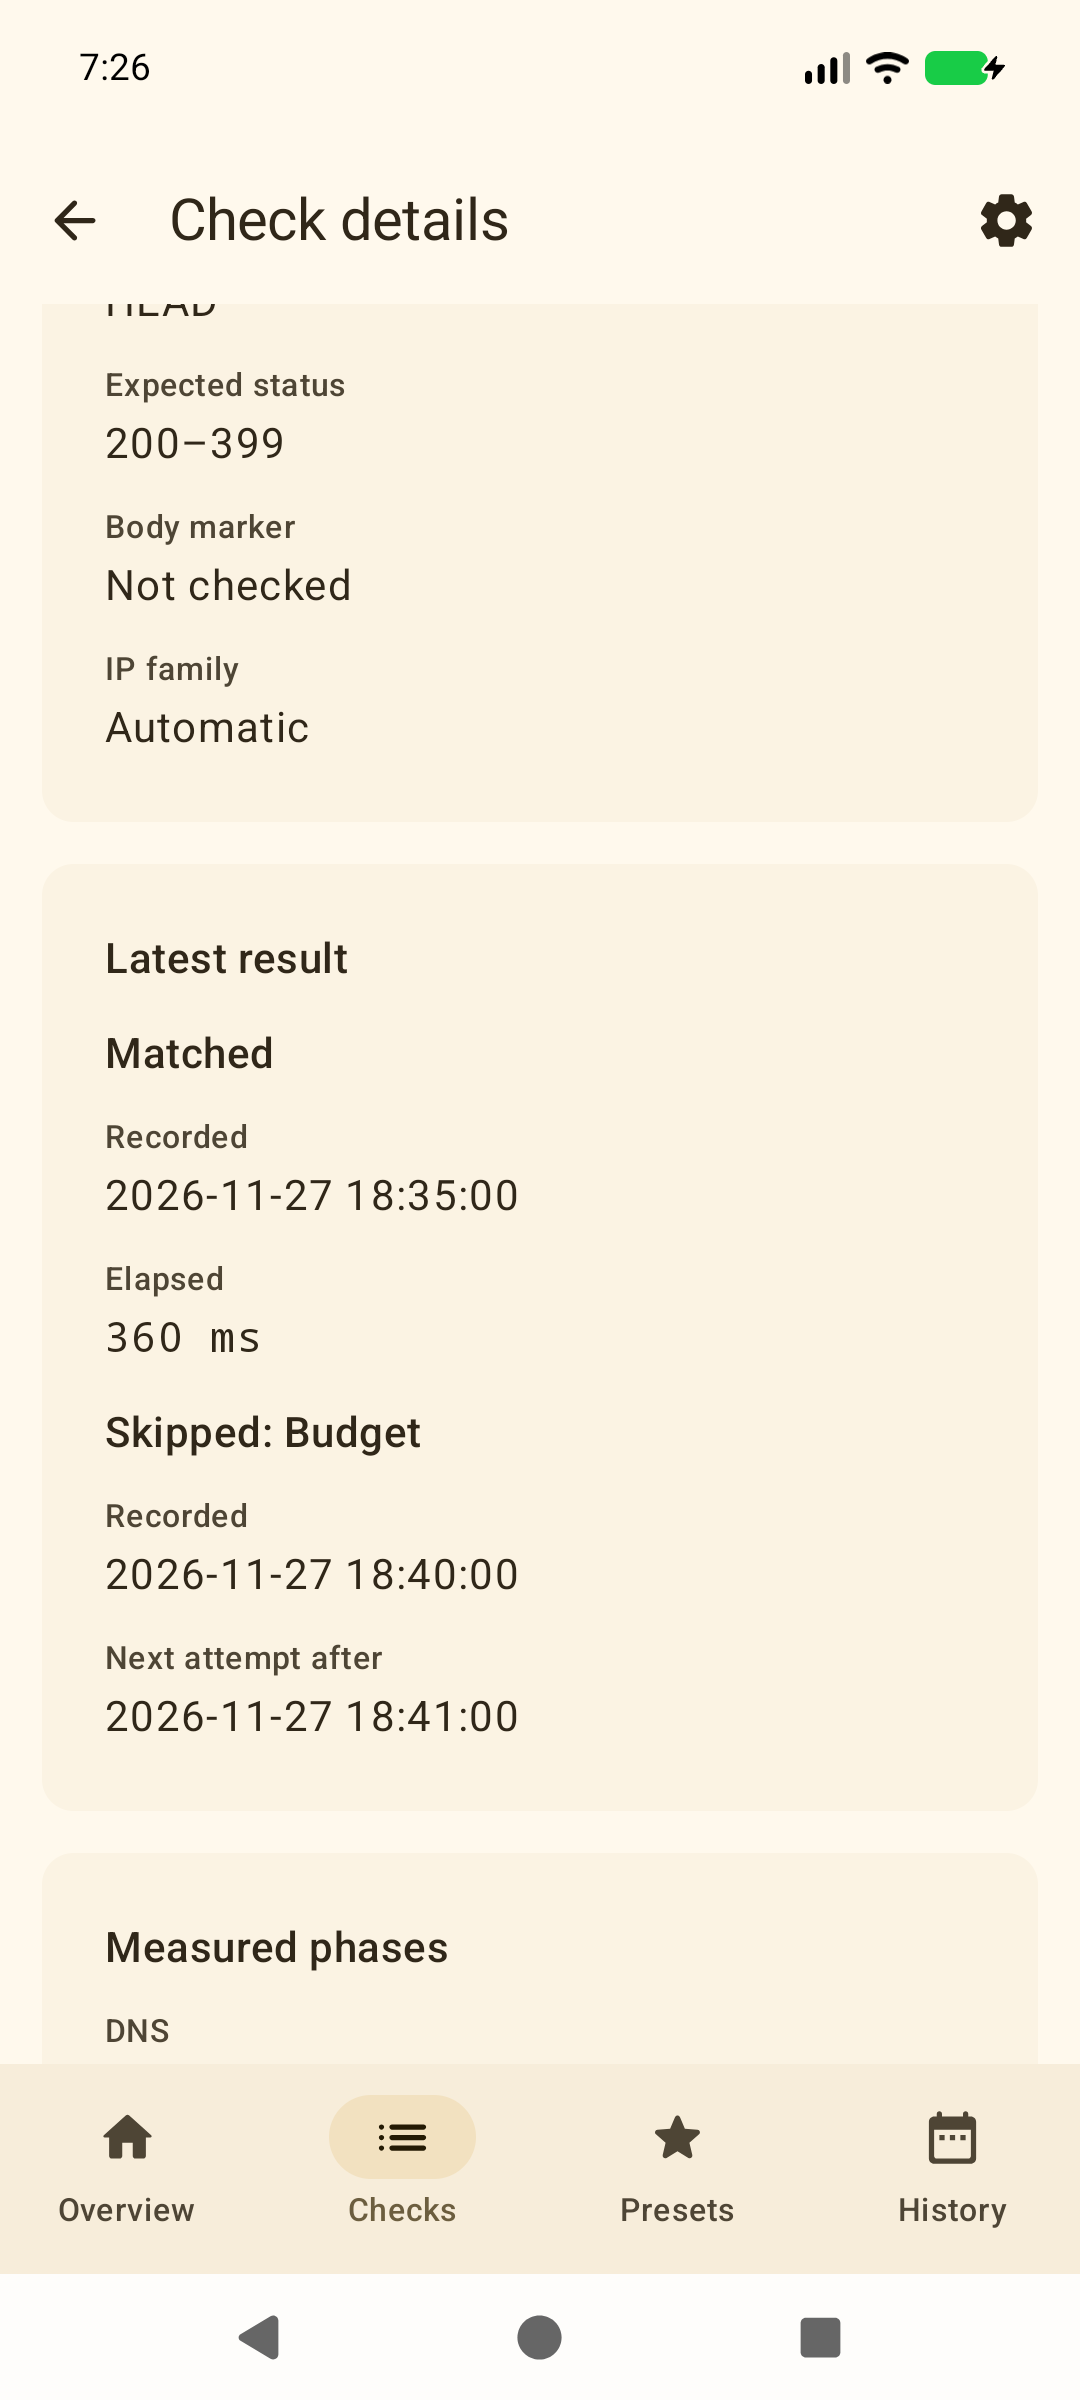 7:26
Check details
HEAD
Expected status
200–399
Body marker
Not checked
IP family
Automatic
Latest result
Matched
Recorded
2026-11-27 18:35:00
Elapsed
360 ms
Skipped: Budget
Recorded
2026-11-27 18:40:00
Next attempt after
2026-11-27 18:41:00
Measured phases
DNS
Overview
Checks
Presets
History